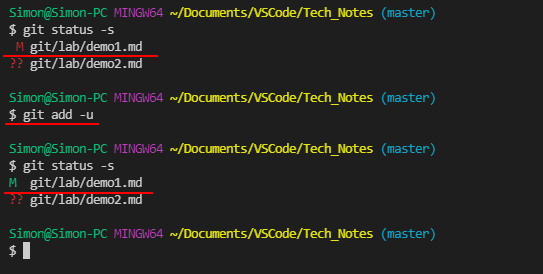 Simon@Simon-PC MINGW64 ~/Documents/VSCode/Tech_Notes (master)
$ git status -s
 M git/lab/demo1.md
?? git/lab/demo2.md
Simon@Simon-PC MINGW64 ~/Documents/VSCode/Tech_Notes (master)
$ git add -u
Simon@Simon-PC MINGW64 ~/Documents/VSCode/Tech_Notes (master)
$ git status -s
M  git/lab/demo1.md
?? git/lab/demo2.md
Simon@Simon-PC MINGW64 ~/Documents/VSCode/Tech_Notes (master)
$